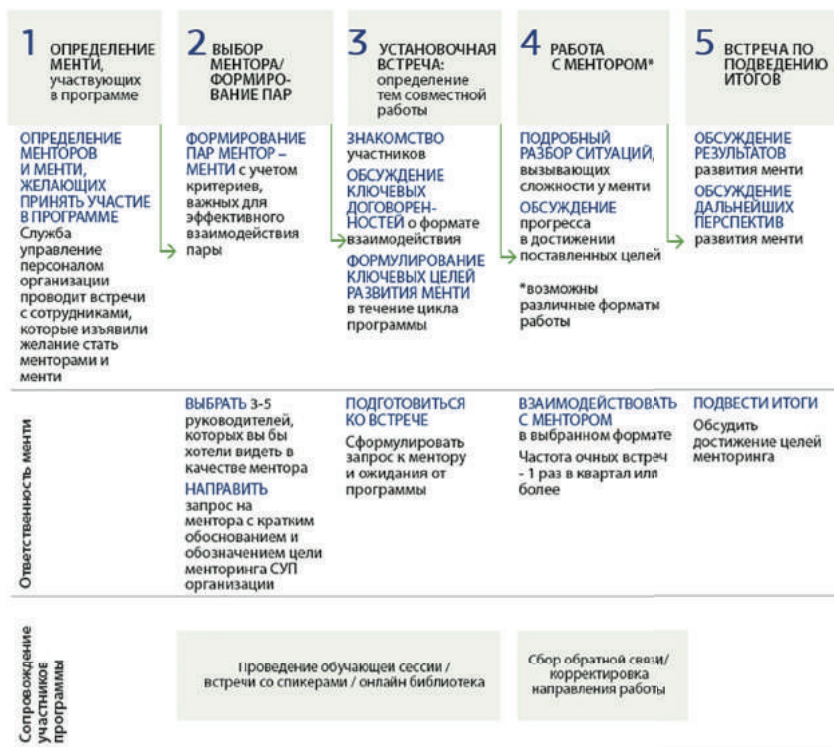 1 ОПРЕДЕЛЕНИЕ
МЕНТИ,
участвующих
в программе
2 ВЫБОР
МЕНТОРА/
ФОРМИРО-
ВАНИЕ ПАР
3 УСТАНОВОЧНАЯ
ВСТРЕЧА:
определение
тем совместной
работы
4 РАБОТА
С МЕНТОРОМ*
5 ВСТРЕЧА ПО
ПОДВЕДЕНИЮ
ИТОГОВ
ОПРЕДЕЛЕНИЕ
МЕНТОРОВ
И МЕНТИ,
ЖЕЛАЮЩИХ
ПРИНЯТЬ УЧАСТИЕ
В ПРОГРАММЕ
Служба
управление
персоналом
организации
проводит встречи
с сотрудниками,
которые изъявили
желание стать
менторами и
менти
ФОРМИРОВАНИЕ
ПАР МЕНТОР –
МЕНТИ с учетом
критериев,
важных для
эффективного
взаимодействия
пары
ЗНАКОМСТВО
участников
ОБСУЖДЕНИЕ
КЛЮЧЕВЫХ
ДОГОВОРЕН-
НОСТЕЙ о формате
взаимодействия
ФОРМУЛИРОВАНИЕ
КЛЮЧЕВЫХ ЦЕЛЕЙ
РАЗВИТИЯ МЕНТИ
в течение цикла
программы
ПОДРОБНЫЙ
РАЗБОР СИТУАЦИЙ,
вызывающих
сложности у менти
ОБСУЖДЕНИЕ
прогресса
в достижении
поставленных целей
*возможны
различные форматы
работы
ОБСУЖДЕНИЕ
РЕЗУЛЬТАТОВ
развития менти
ОБСУЖДЕНИЕ
ДАЛЬНЕЙШИХ
ПЕРСПЕКТИВ
развития менти
Ответственность менти
ВЫБРАТЬ 3-5
руководителей,
которых вы бы
хотели видеть в
качестве ментора
НАПРАВИТЬ
запрос на
ментора с кратким
обоснованием и
обозначением цели
менторинга СУП
организации
ПОДГОТОВИТЬСЯ
КО ВСТРЕЧЕ
Сформулировать
запрос к ментору
и ожидания от
программы
ВЗАИМОДЕЙСТВОВАТЬ
С МЕНТОРОМ
в выбранном формате
Частота очных встреч
- 1 раз в квартал или
более
ПОДВЕСТИ ИТОГИ
Обсудить
достижение целей
менторинга
Сопровождение
участников
программы
Проведение обучающей сессии /
встречи со спикерами / онлайн библиотека
Сбор обратной связи/
корректировка
направления работы